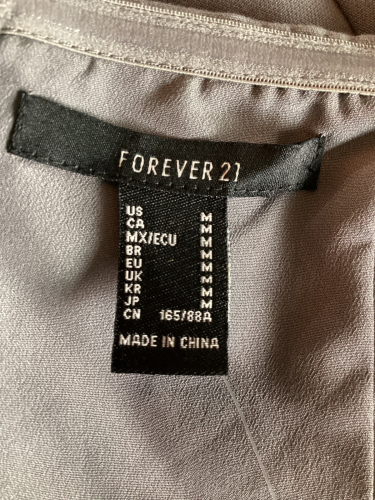 FOREVER 21
US M
CA M
MX/ECU M
BR M
EU M
UK M
KR M
JP M
CN 165/88A
MADE IN CHINA